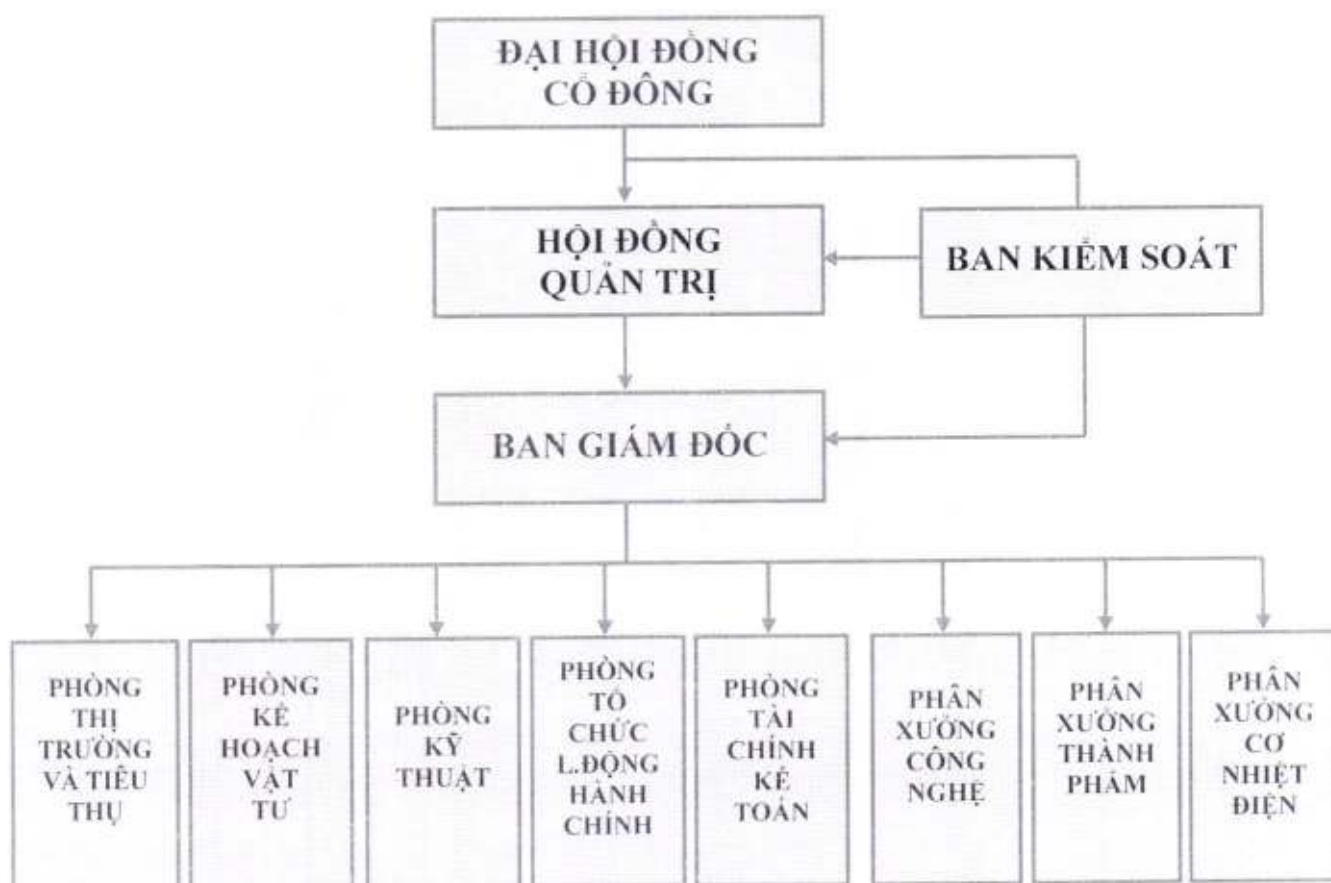 ĐẠI HỘI ĐỒNG
CỔ ĐÔNG
HỘI ĐỒNG
QUẢN TRỊ
BAN KIỂM SOÁT
BAN GIÁM ĐỐC
PHÒNG
THỊ
TRƯỜNG
VÀ TIÊU
THỤ
PHÒNG
KẾ
HOẠCH
VẬT
TƯ
PHÒNG
KỸ
THUẬT
PHÒNG
TỔ
CHỨC
L.ĐỘNG
HÀNH
CHÍNH
PHÒNG
TÀI
CHÍNH
KẾ
TOÁN
PHÂN
XƯỞNG
CÔNG
NGHỆ
PHÂN
XƯỞNG
THÀNH
PHẨM
PHÂN
XƯỞNG
CƠ
NHIỆT
ĐIỆN